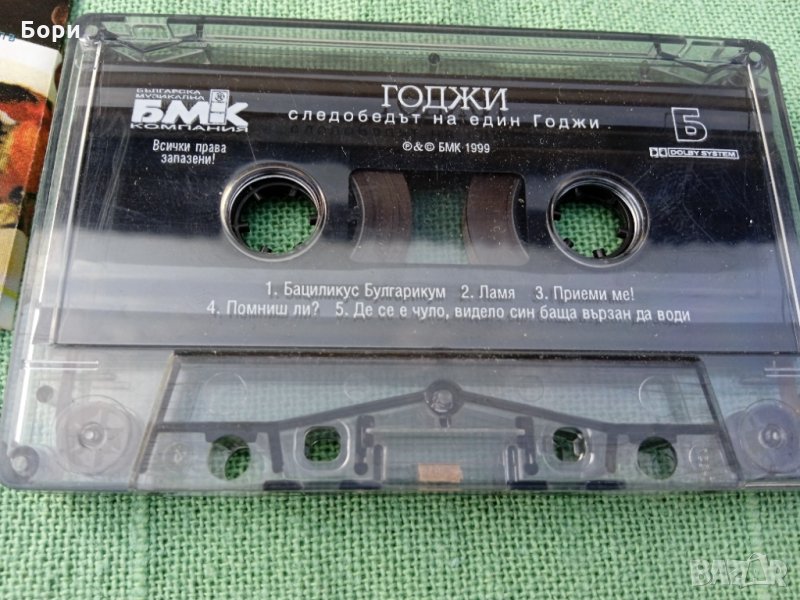 Бори
БЪЛГАРСКА
МУЗИКАЛНА
БМК
КОМПАНИЯ
Всички права
запазени!
ГОДЖИ
следобедът на един Годжи
℗&© БМК 1999
Б
DOLBY SYSTEM
1. Бациликус Булгарикум 2. Ламя 3. Приеми ме!
4. Помниш ли? 5. Де се е чуло, видело син баща вързан да води
BAZAR